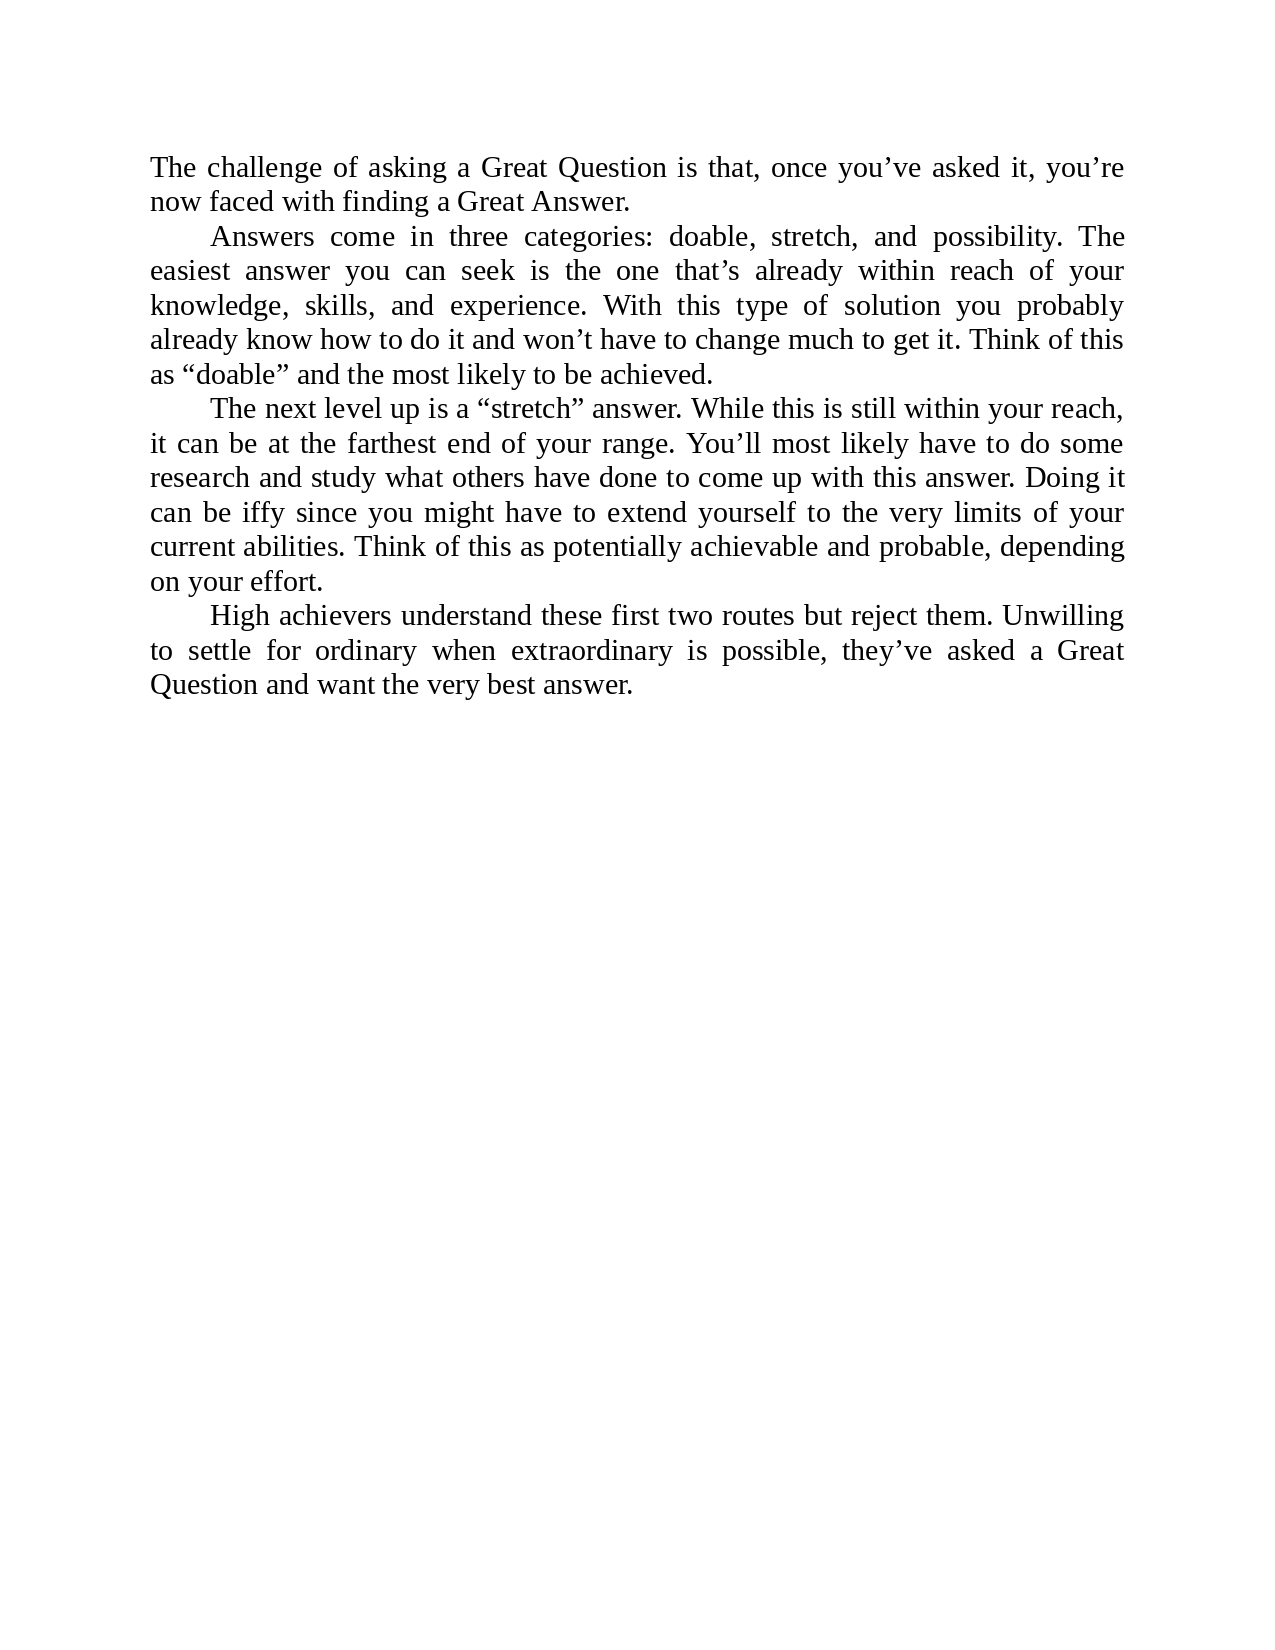 The challenge of asking a Great Question is that, once you’ve asked it, you’re
now faced with finding a Great Answer.
Answers come in three categories: doable, stretch, and possibility. The
easiest answer you can seek is the one that’s already within reach of your
knowledge, skills, and experience. With this type of solution you probably
already know how to do it and won’t have to change much to get it. Think of this
as “doable” and the most likely to be achieved.
The next level up is a “stretch” answer. While this is still within your reach,
it can be at the farthest end of your range. You’ll most likely have to do some
research and study what others have done to come up with this answer. Doing it
can be iffy since you might have to extend yourself to the very limits of your
current abilities. Think of this as potentially achievable and probable, depending
on your effort.
High achievers understand these first two routes but reject them. Unwilling
to settle for ordinary when extraordinary is possible, they’ve asked a Great
Question and want the very best answer.